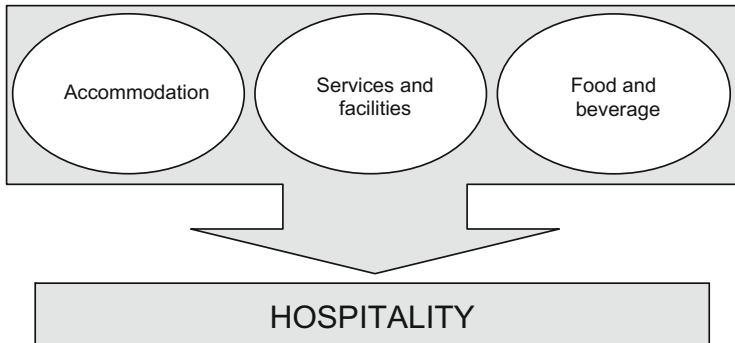 Accommodation
Services and
facilities
Food and
beverage
HOSPITALITY